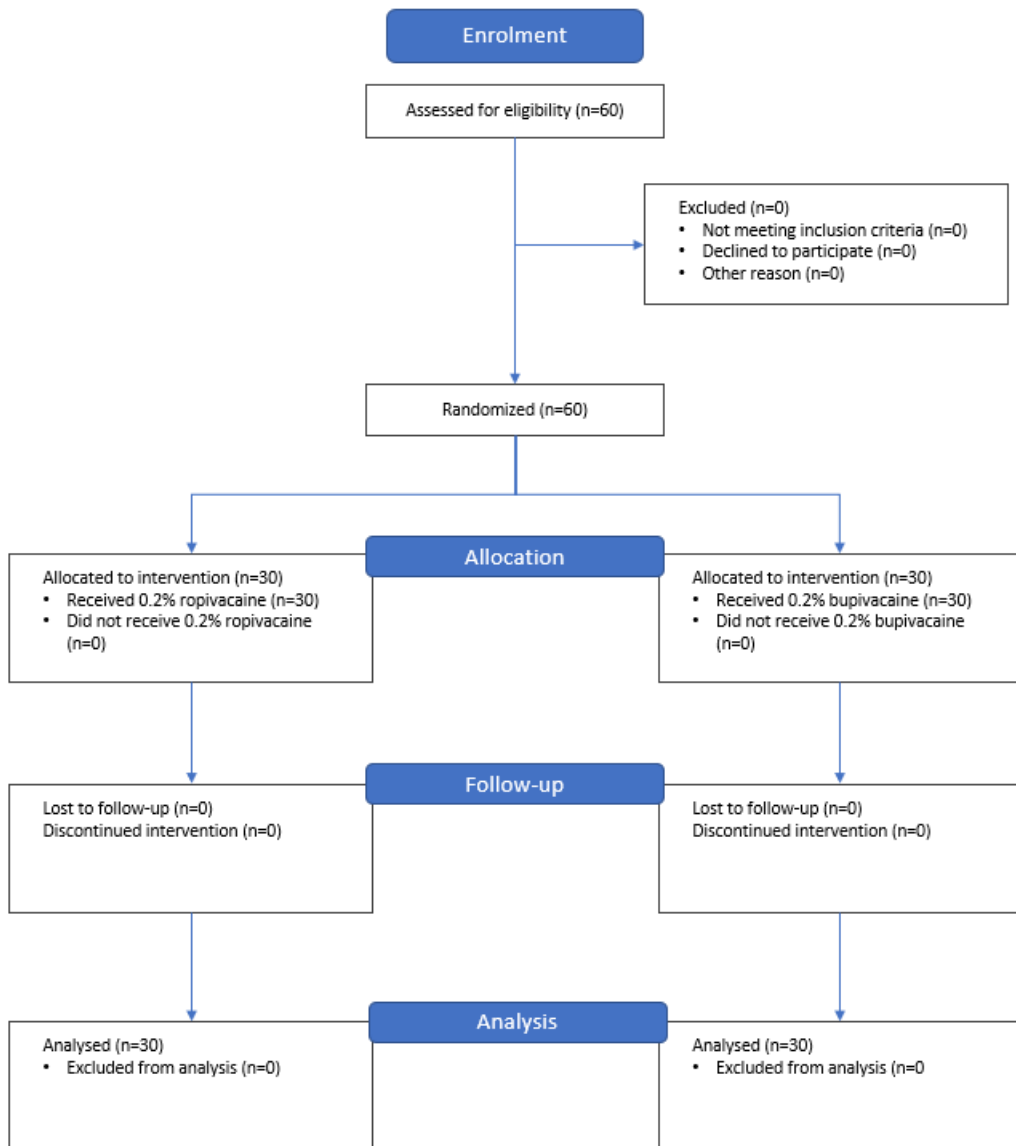 Enrolment
Assessed for eligibility (n=60)
Excluded (n=0)
• Not meeting inclusion criteria (n=0)
• Declined to participate (n=0)
• Other reason (n=0)
Randomized (n=60)
Allocation
Allocated to intervention (n=30)
• Received 0.2% ropivacaine (n=30)
• Did not receive 0.2% ropivacaine
(n=0)
Allocated to intervention (n=30)
• Received 0.2% bupivacaine (n=30)
• Did not receive 0.2% bupivacaine
(n=0)
Follow-up
Lost to follow-up (n=0)
Discontinued intervention (n=0)
Lost to follow-up (n=0)
Discontinued intervention (n=0)
Analysis
Analysed (n=30)
• Excluded from analysis (n=0)
Analysed (n=30)
• Excluded from analysis (n=0